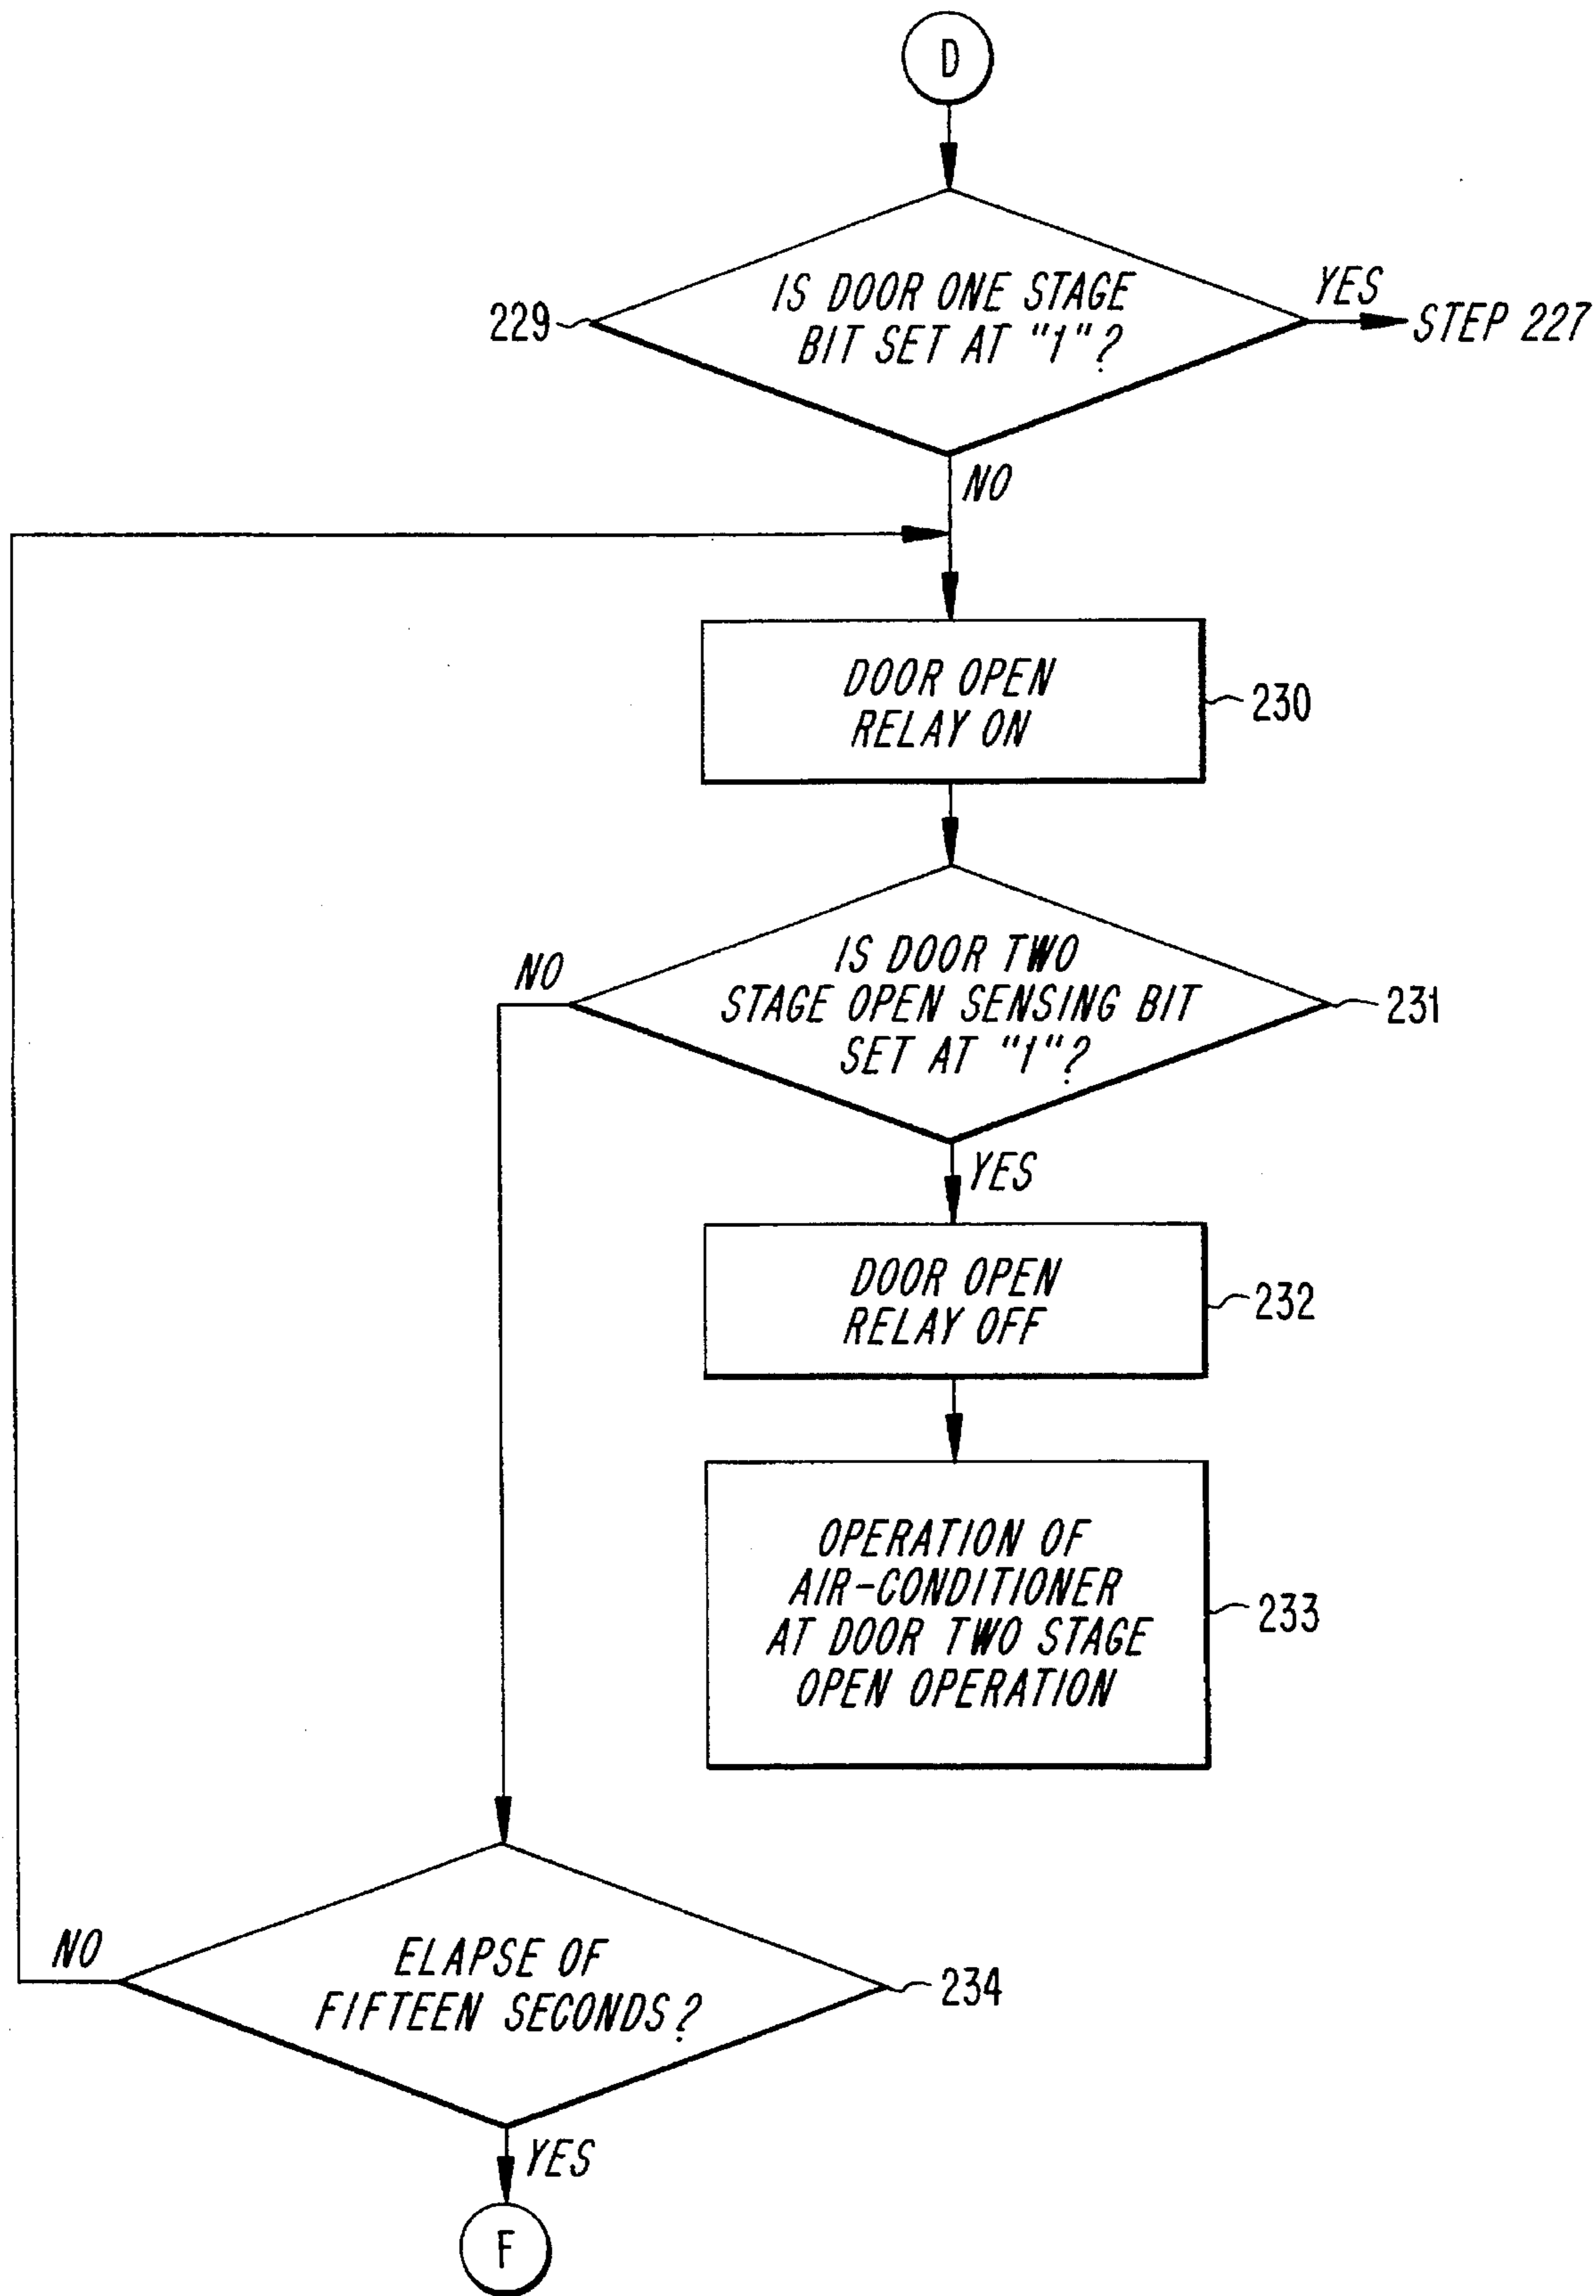 D
IS DOOR ONE STAGE
BIT SET AT "1"?
229
YES
STEP 227
NO
DOOR OPEN
RELAY ON
230
IS DOOR TWO
STAGE OPEN SENSING BIT
SET AT "1"?
NO
231
YES
DOOR OPEN
RELAY OFF
232
OPERATION OF
AIR-CONDITIONER
AT DOOR TWO STAGE
OPEN OPERATION
233
NO
ELAPSE OF
FIFTEEN SECONDS?
234
YES
F